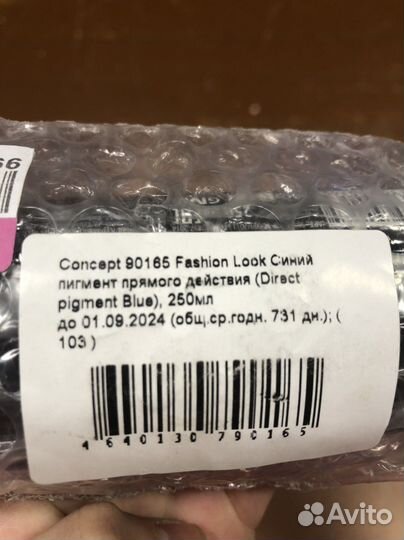 Concept 90165 Fashion Look Синий
пигмент прямого действия (Direct
pigment Blue), 250мл
до 01.09.2024 (общ.ср.годн. 731 дн.); (
103 )
4 640130 790165
Avito